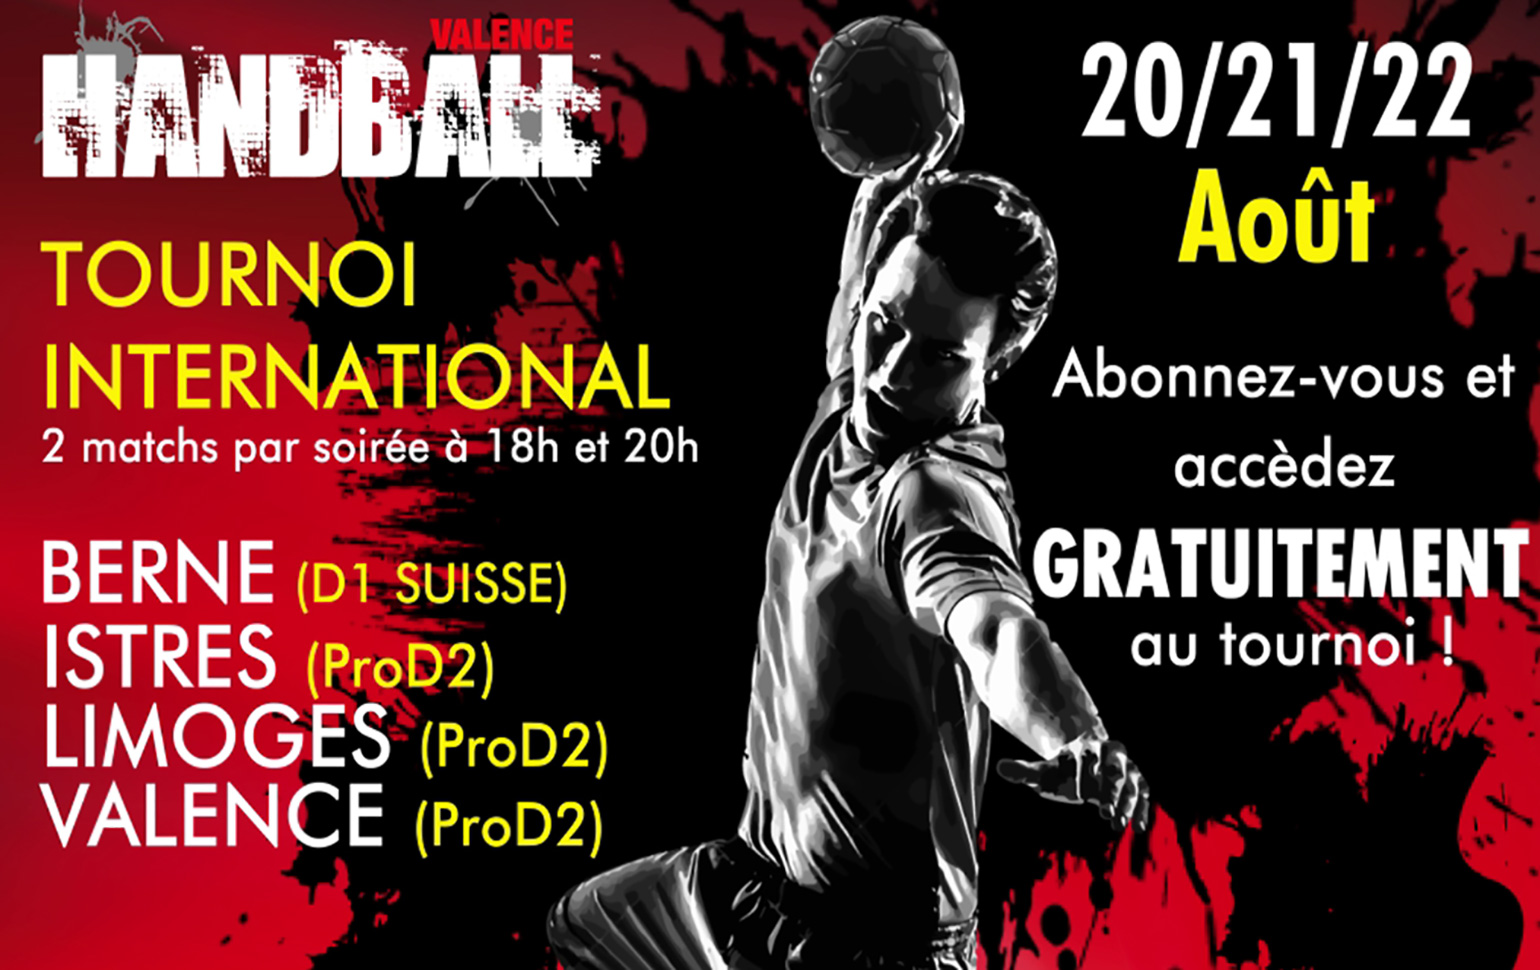 VALENCE
HANDBALL
TOURNOI
INTERNATIONAL
2 matchs par soirée à 18h et 20h
BERNE (D1 SUISSE)
ISTRES (ProD2)
LIMOGES (ProD2)
VALENCE (ProD2)
20/21/22
Août
Abonnez-vous et
accèdez
GRATUITEMENT
au tournoi !